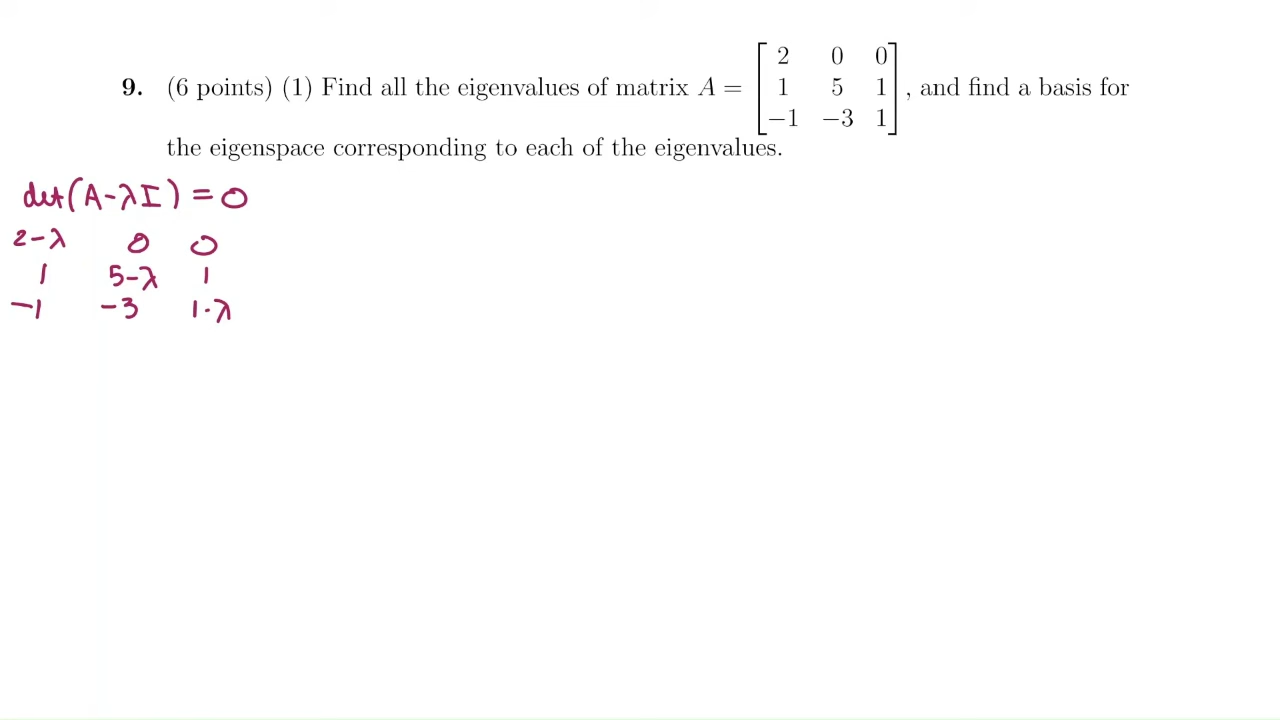 9. (6 points) (1) Find all the eigenvalues of matrix A = [2 0 0; 1 5 1; −1 −3 1], and find a basis for
the eigenspace corresponding to each of the eigenvalues.
det(A-λI) = 0
2-λ 0 0
1 5-λ 1
-1 -3 1-λ